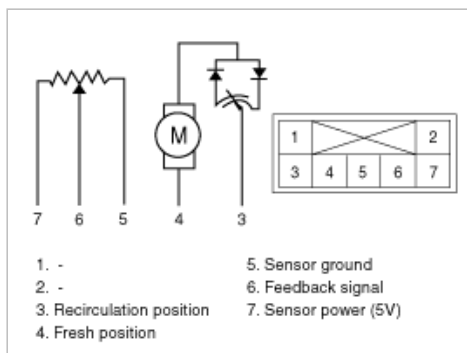 M
1 2
3 4 5 6 7
7 6 5 4 3
1. -
2. -
3. Recirculation position
4. Fresh position
5. Sensor ground
6. Feedback signal
7. Sensor power (5V)